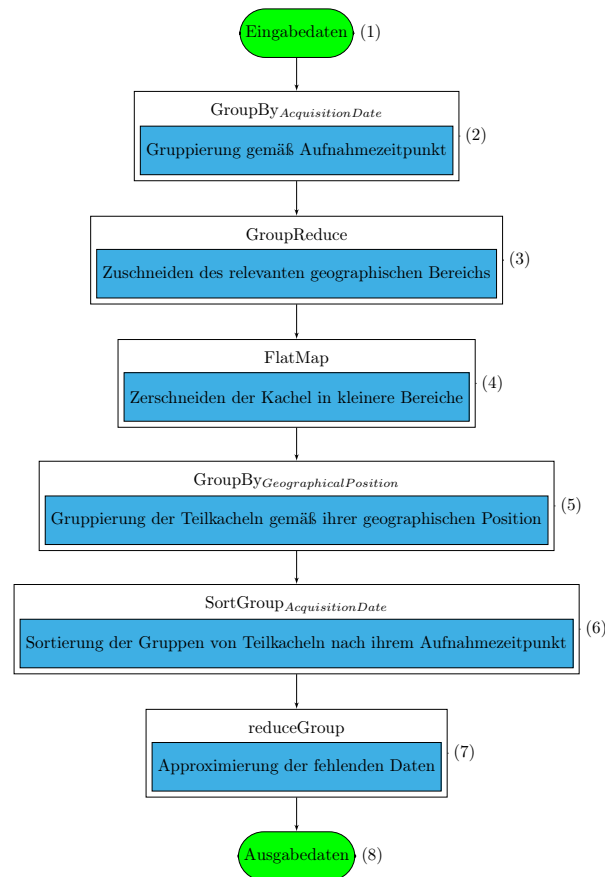 Eingabedaten (1)
GroupBy_AcquisitionDate
Gruppierung gemäß Aufnahmezeitpunkt (2)
GroupReduce
Zuschneiden des relevanten geographischen Bereichs (3)
FlatMap
Zerschneiden der Kachel in kleinere Bereiche (4)
GroupBy_GeographicalPosition
Gruppierung der Teilkacheln gemäß ihrer geographischen Position (5)
SortGroup_AcquisitionDate
Sortierung der Gruppen von Teilkacheln nach ihrem Aufnahmezeitpunkt (6)
reduceGroup
Approximierung der fehlenden Daten (7)
Ausgabedaten (8)